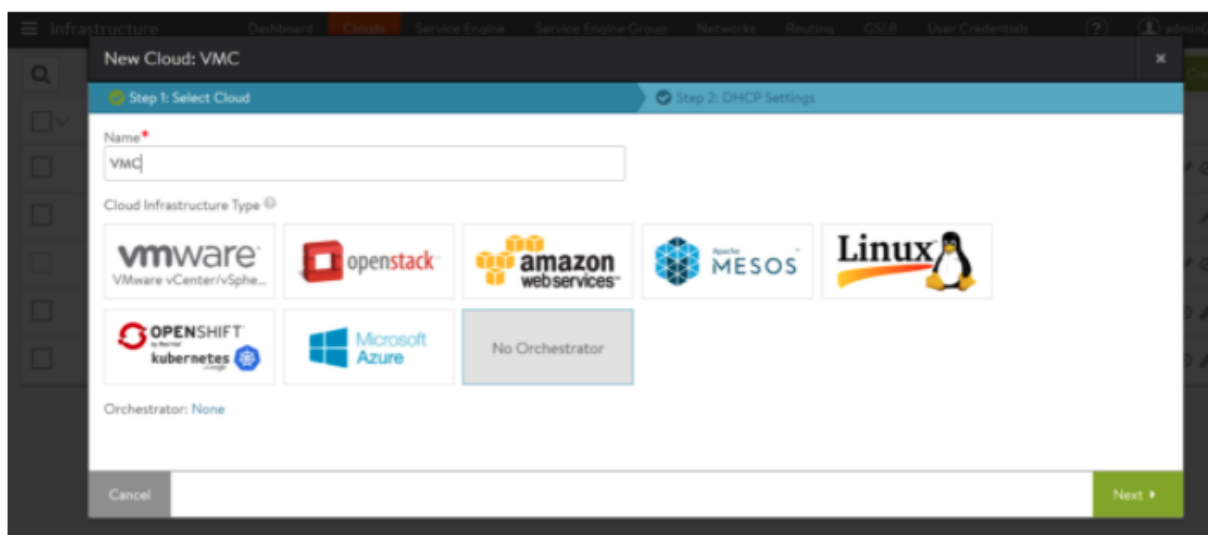 Infrastructure Dashboard Clouds Service Engine Service Engine Group Networks Routing GSLB User Credentials ?
New Cloud: VMC
Step 1: Select Cloud Step 2: DHCP Settings
Name*
VMC
Cloud Infrastructure Type
vmware openstack amazon webservices Apache MESOS Linux
VMware vCenter/vSphe...
OPENSHIFT kubernetes Microsoft Azure No Orchestrator
Orchestrator: None
Cancel Next